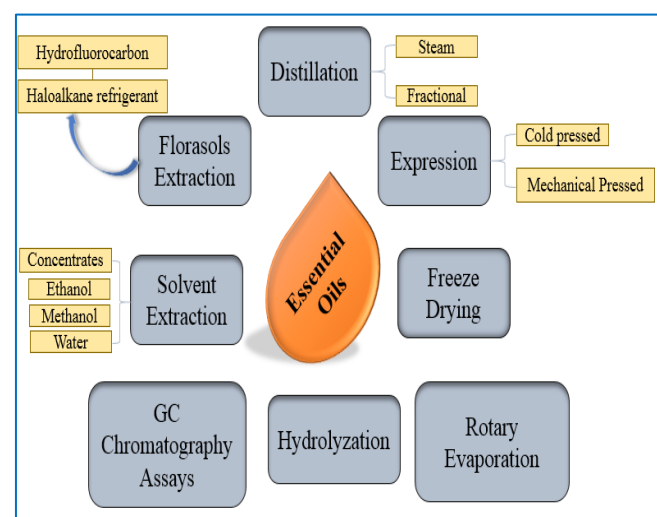 Hydrofluorocarbon
Haloalkane refrigerant
Florasols
Extraction
Distillation
Steam
Fractional
Expression
Cold pressed
Mechanical Pressed
Concentrates
Ethanol
Methanol
Water
Solvent
Extraction
Essential
Oils
Freeze
Drying
GC
Chromatography
Assays
Hydrolyzation
Rotary
Evaporation